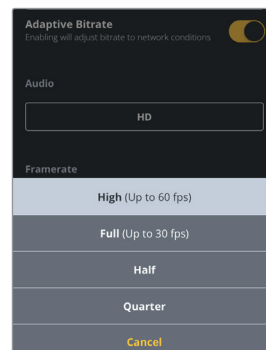 Adaptive Bitrate
Enabling will adjust bitrate to network conditions
Audio
HD
Framerate
High (Up to 60 fps)
Full (Up to 30 fps)
Half
Quarter
Cancel